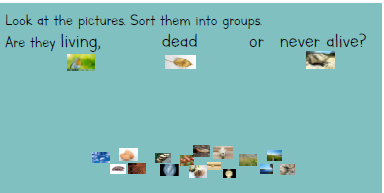 Look at the pictures. Sort them into groups.
Are they living, dead or never alive?